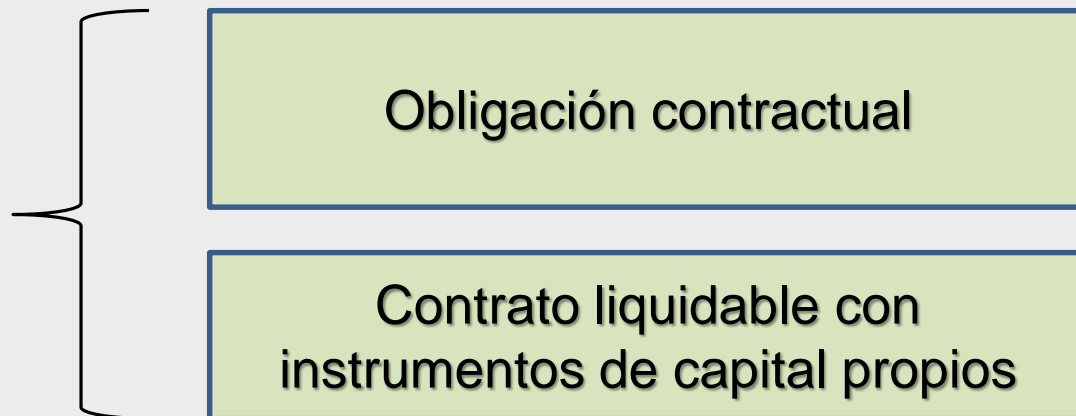 Obligación contractual
Contrato liquidable con
instrumentos de capital propios